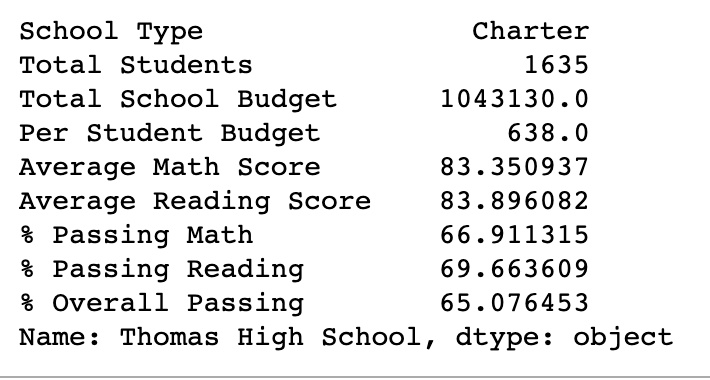 School Type                Charter
Total Students                1635
Total School Budget      1043130.0
Per Student Budget           638.0
Average Math Score       83.350937
Average Reading Score    83.896082
% Passing Math           66.911315
% Passing Reading        69.663609
% Overall Passing        65.076453
Name: Thomas High School, dtype: object